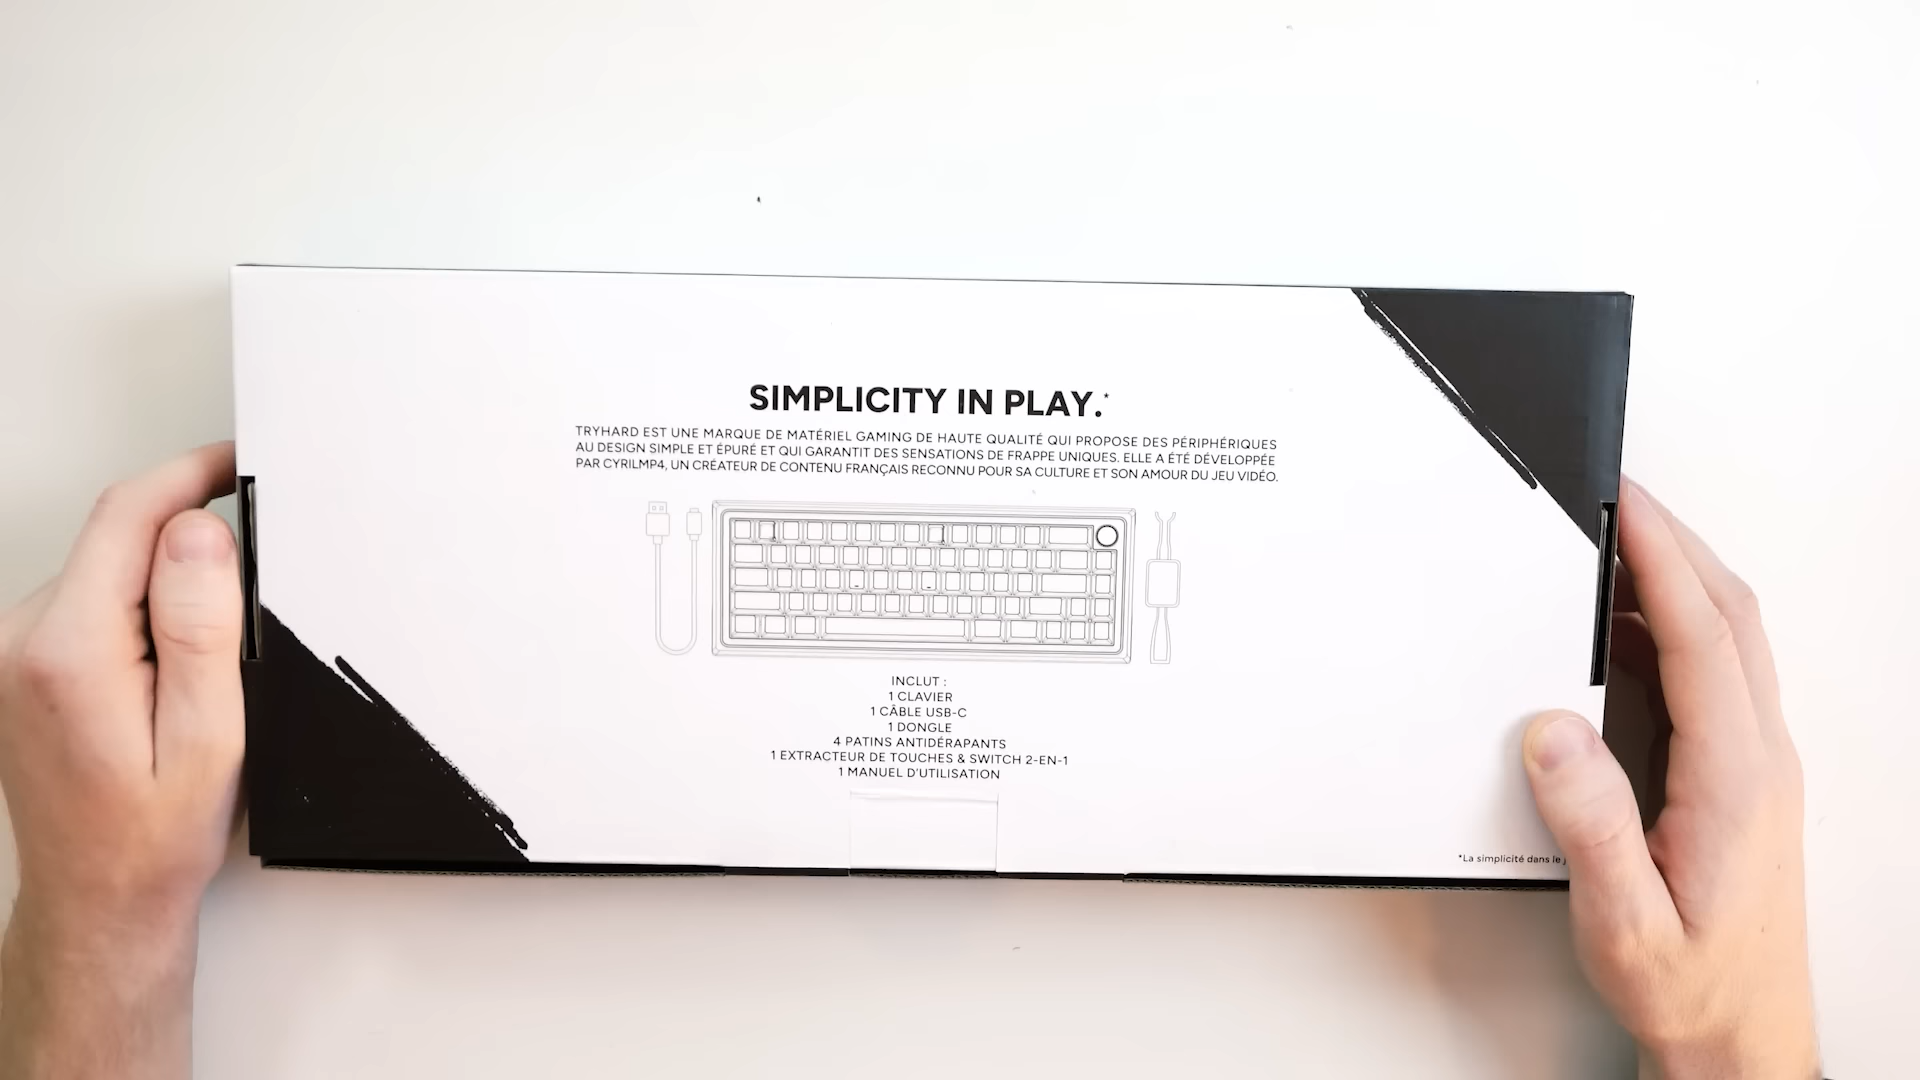 SIMPLICITY IN PLAY.*
TRYHARD EST UNE MARQUE DE MATÉRIEL GAMING DE HAUTE QUALITÉ QUI PROPOSE DES PÉRIPHÉRIQUES
AU DESIGN SIMPLE ET ÉPURÉ ET QUI GARANTIT DES SENSATIONS DE FRAPPE UNIQUES. ELLE A ÉTÉ DÉVELOPPÉE
PAR CYRILMP4, UN CRÉATEUR DE CONTENU FRANÇAIS RECONNU POUR SA CULTURE ET SON AMOUR DU JEU VIDÉO.
INCLUT :
1 CLAVIER
1 CÂBLE USB-C
1 DONGLE
4 PATINS ANTIDÉRAPANTS
1 EXTRACTEUR DE TOUCHES & SWITCH 2-EN-1
1 MANUEL D'UTILISATION
*La simplicité dans le